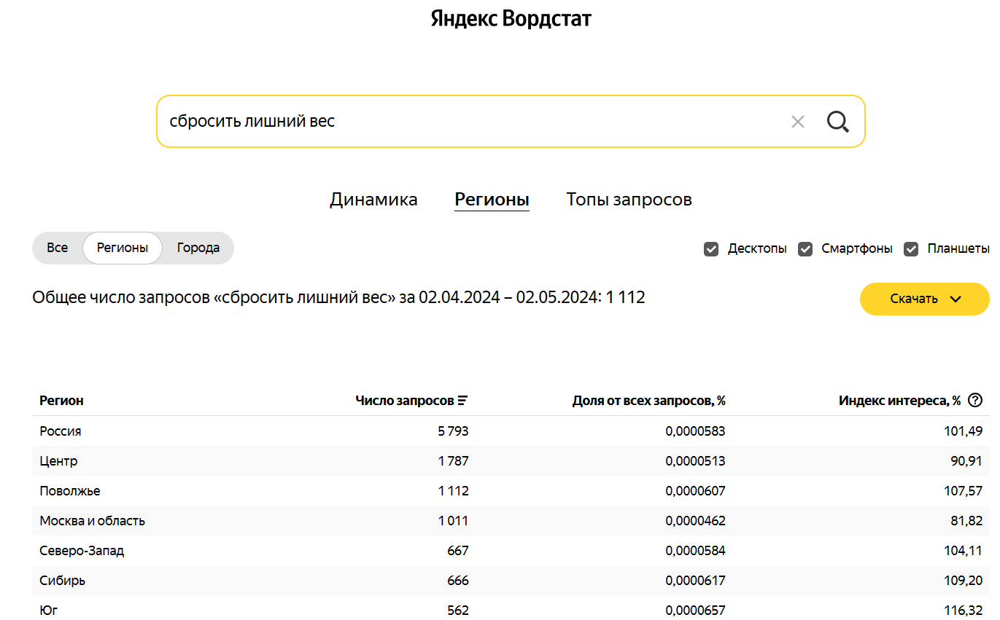 Яндекс Вордстат
сбросить лишний вес
Динамика Регионы Топы запросов
Все Регионы Города Десктопы Смартфоны Планшеты
Общее число запросов «сбросить лишний вес» за 02.04.2024 – 02.05.2024: 1 112 Скачать
Регион Число запросов Доля от всех запросов, % Индекс интереса, % ?
Россия 5 793 0,0000583 101,49
Центр 1 787 0,0000513 90,91
Поволжье 1 112 0,0000607 107,57
Москва и область 1 011 0,0000462 81,82
Северо-Запад 667 0,0000584 104,11
Сибирь 666 0,0000617 109,20
Юг 562 0,0000657 116,32